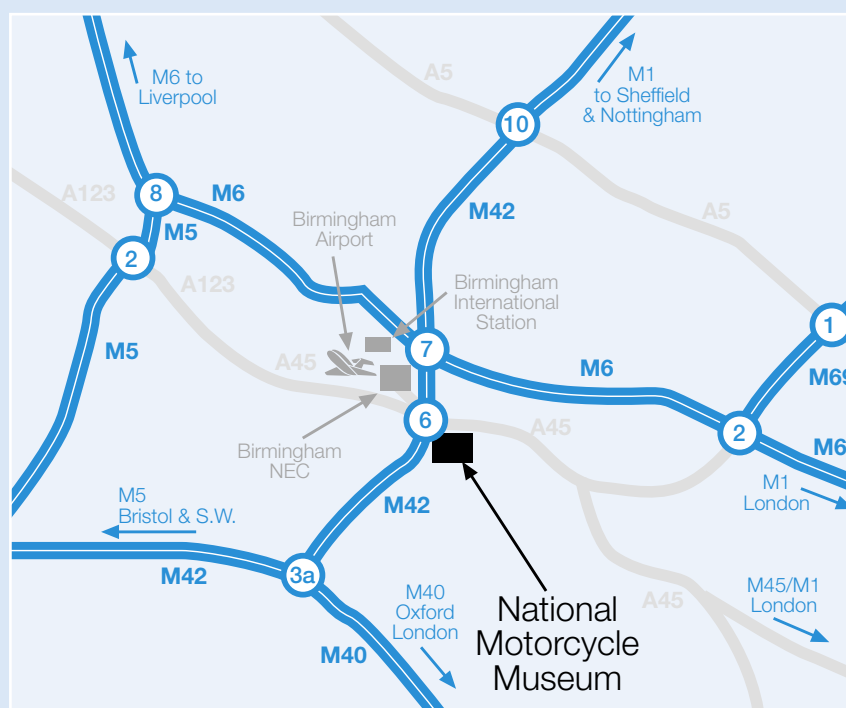 A5
M6 to
Liverpool
M1
to Sheffield
& Nottingham
10
A123
8
M6
M5
M42
A5
Birmingham
Airport
2
A123
Birmingham
International
Station
1
M5
7
A45
M6
M69
6
A45
2
Birmingham
NEC
M6
M1
London
M5
Bristol & S.W.
M42
M42
3a
M40
Oxford
London
M45/M1
London
A45
National
Motorcycle
Museum
M40